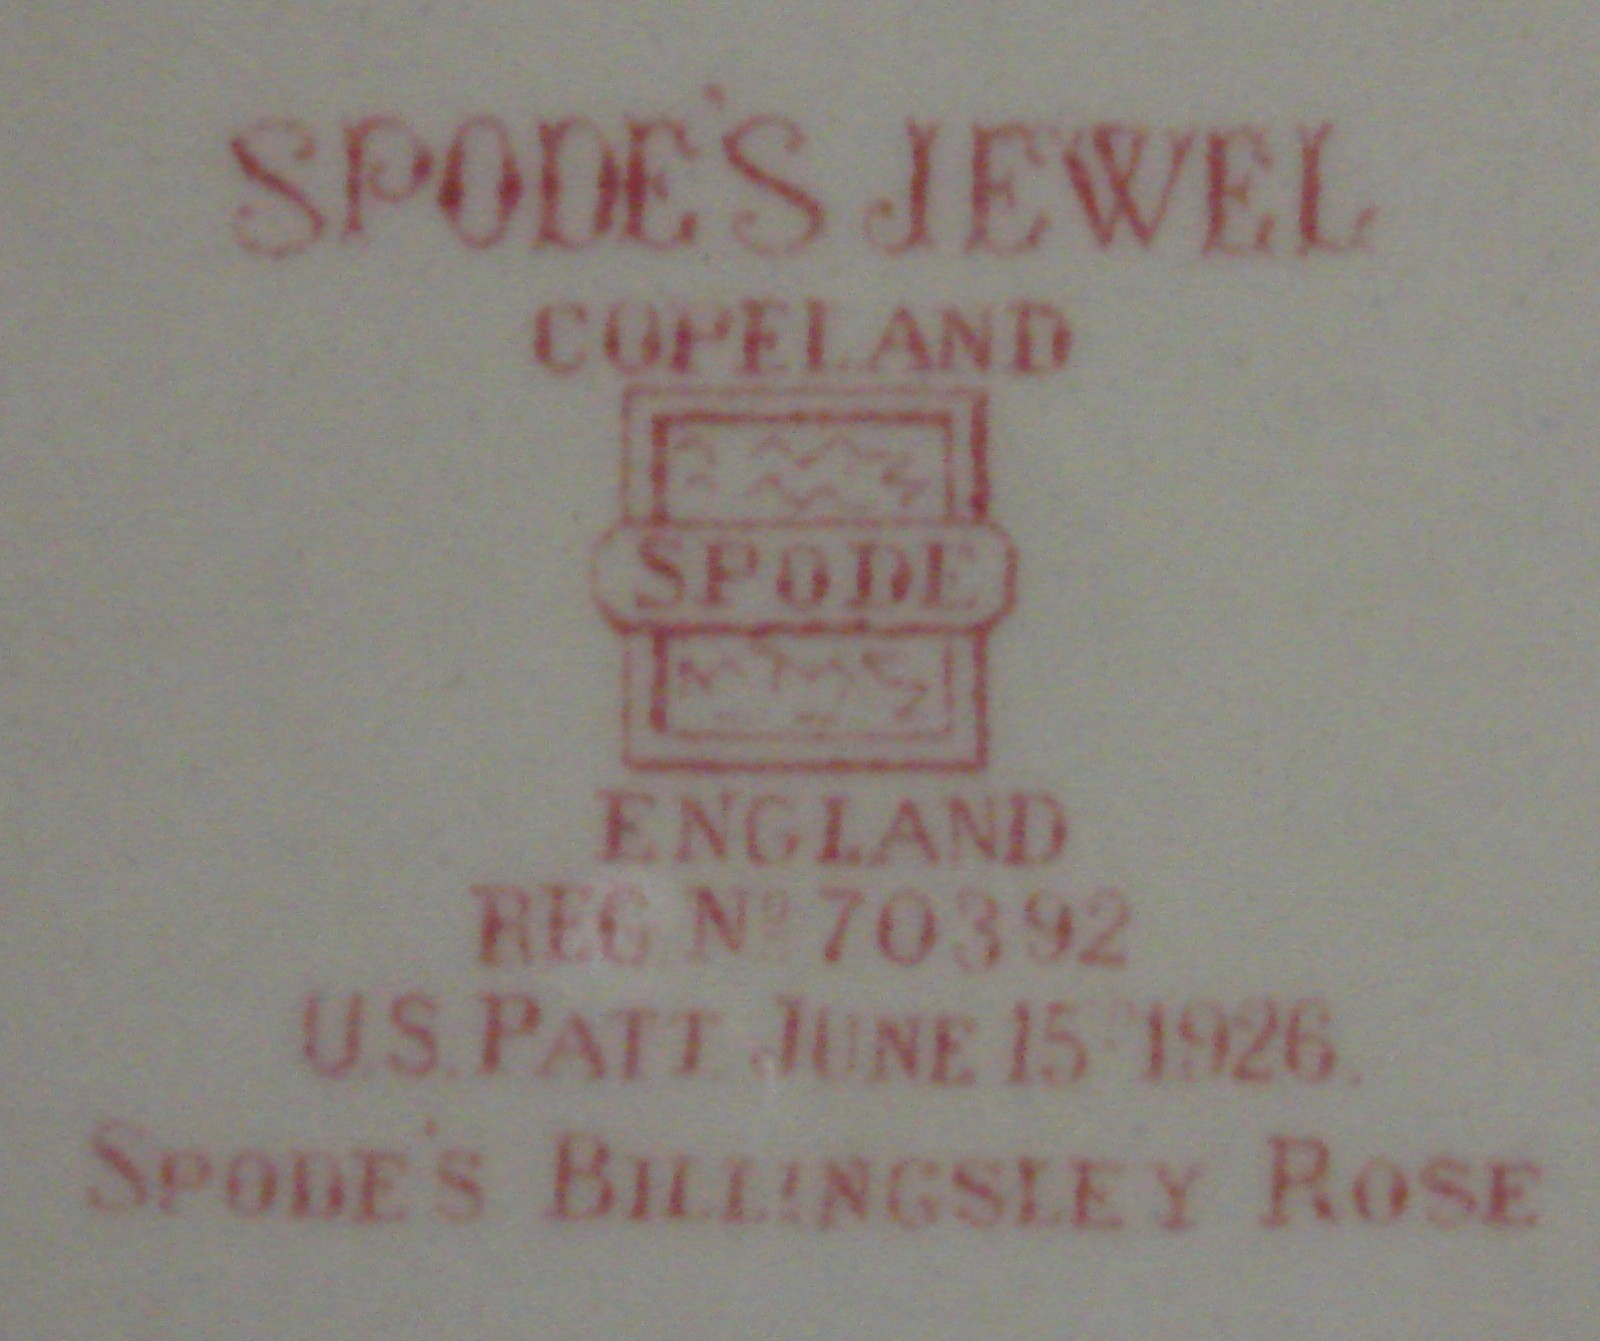 SPODE'S JEWEL
COPELAND
SPODE
ENGLAND
REG Nº 70392
U.S. PATT JUNE 15 1926.
SPODE'S BILLINGSLEY ROSE